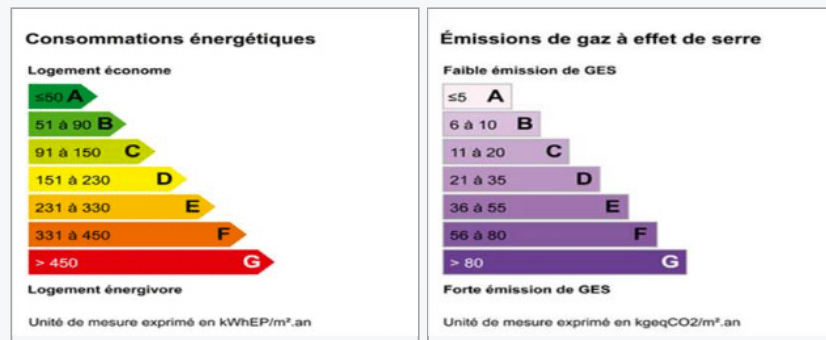 Consommations énergétiques
Logement économe
≤50 A
51 à 90 B
91 à 150 C
151 à 230 D
231 à 330 E
331 à 450 F
> 450 G
Logement énergivore
Unité de mesure exprimé en kWhEP/m².an
Émissions de gaz à effet de serre
Faible émission de GES
≤5 A
6 à 10 B
11 à 20 C
21 à 35 D
36 à 55 E
56 à 80 F
> 80 G
Forte émission de GES
Unité de mesure exprimé en kgeqCO2/m².an